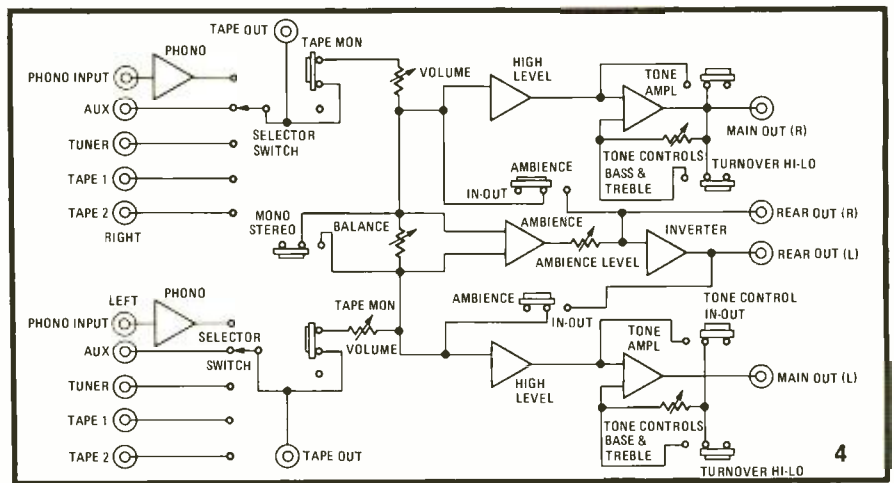 TAPE OUT
PHONO
TAPE MON
PHONO INPUT
VOLUME
HIGH
LEVEL
TONE
AMPL
AUX
SELECTOR
SWITCH
MAIN OUT (R)
TUNER
TONE CONTROLS
BASS &
TREBLE
TURNOVER HI-LO
TAPE 1
AMBIENCE
IN-OUT
TAPE 2
RIGHT
MONO
STEREO
BALANCE
AMBIENCE
AMBIENCE LEVEL
REAR OUT (R)
INVERTER
REAR OUT (L)
LEFT
PHONO
TAPE MON
AMBIENCE
IN-OUT
TONE CONTROL
IN-OUT
PHONO INPUT
SELECTOR
SWITCH
VOLUME
TONE
AMPL
AUX
HIGH
LEVEL
MAIN OUT (L)
TUNER
TAPE 1
TONE CONTROLS
BASE &
TREBLE
TAPE 2
TAPE OUT
TURNOVER HI-LO
4